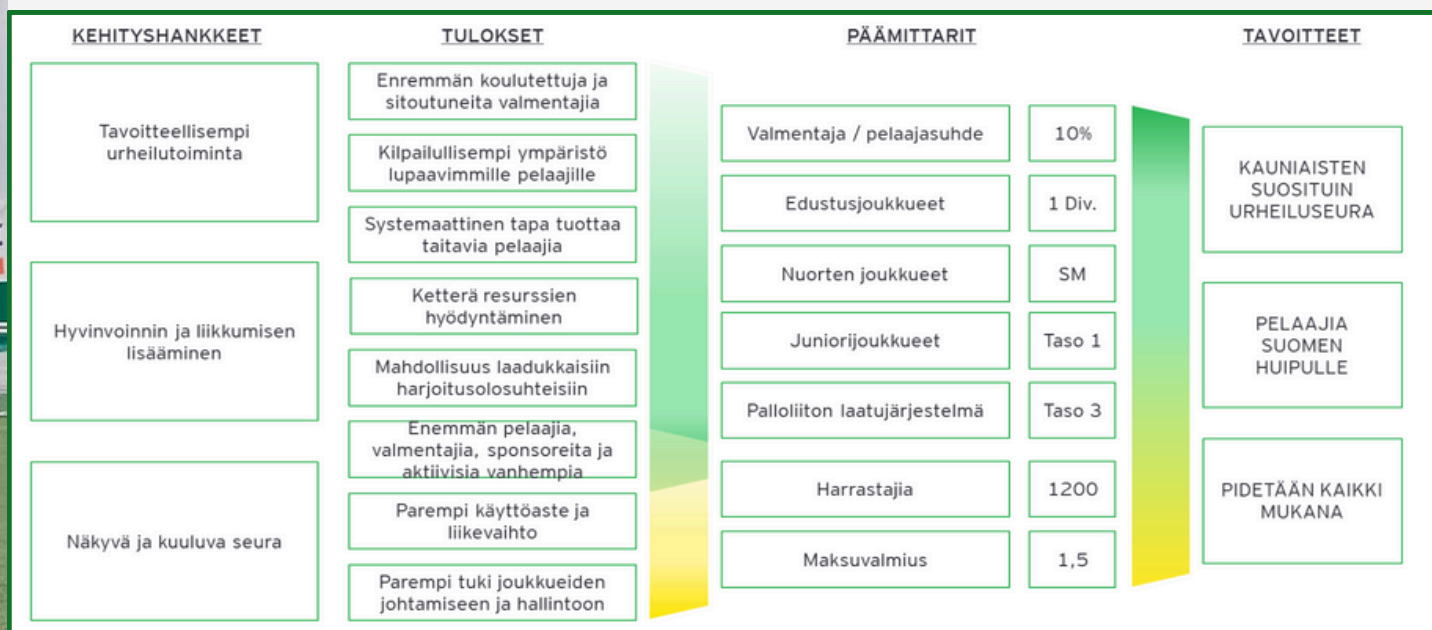 KEHITYSHANKKEET
Tavoitteellisempi
urheilutoiminta
Hyvinvoinnin ja liikkumisen
lisääminen
Näkyvä ja kuuluva seura
TULOKSET
Enremmän koulutettuja ja
sitoutuneita valmentajia
Kilpailullisempi ympäristö
lupaavimmille pelaajille
Systemaattinen tapa tuottaa
taitavia pelaajia
Ketterä resurssien
hyödyntäminen
Mahdollisuus laadukkaisiin
harjoitusolosuhteisiin
Enemmän pelaajia,
valmentajia, sponsoreita ja
aktiivisia vanhempia
Parempi käyttöaste ja
liikevaihto
Parempi tuki joukkueiden
johtamiseen ja hallintoon
PÄÄMITTARIT
Valmentaja / pelaajasuhde 10%
Edustusjoukkueet 1 Div.
Nuorten joukkueet SM
Juniorijoukkueet Taso 1
Palloliiton laatujärjestelmä Taso 3
Harrastajia 1200
Maksuvalmius 1,5
TAVOITTEET
KAUNIAISTEN
SUOSITUIN
URHEILUSEURA
PELAAJIA
SUOMEN
HUIPULLE
PIDETÄÄN KAIKKI
MUKANA